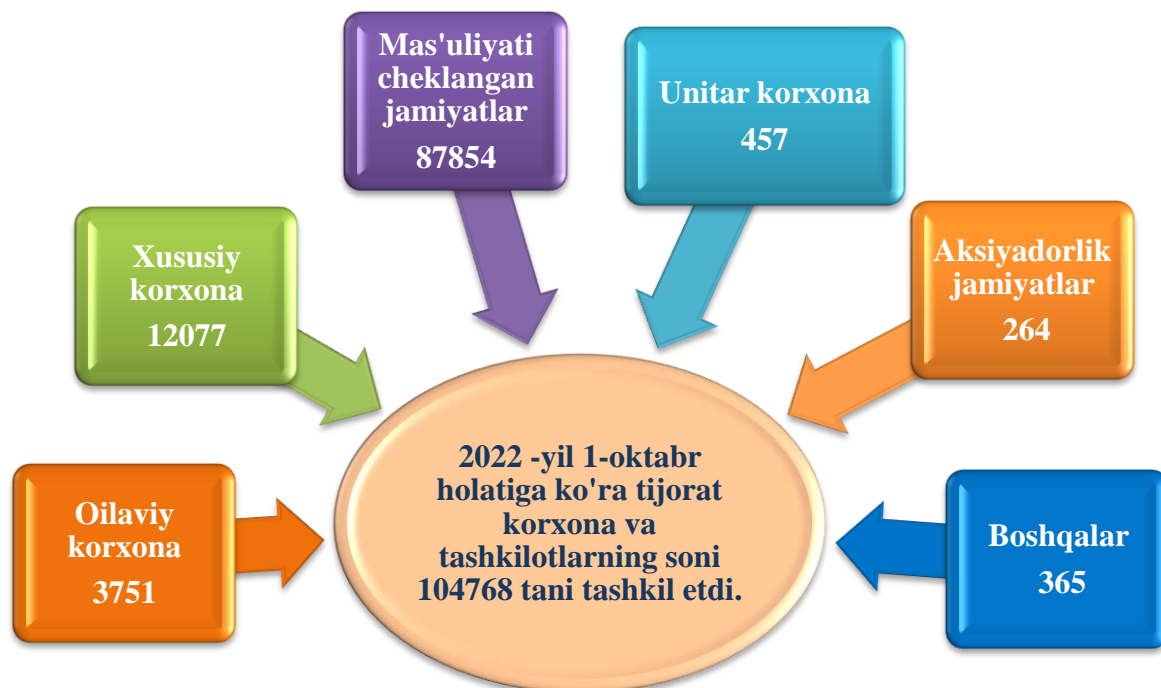 Mas'uliyati
cheklangan
jamiyatlar
87854
Unitar korxona
457
Xususiy
korxona
12077
Aksiyadorlik
jamiyatlar
264
Oilaviy
korxona
3751
2022 -yil 1-oktabr
holatiga ko'ra tijorat
korxona va
tashkilotlarning soni
104768 tani tashkil etdi.
Boshqalar
365